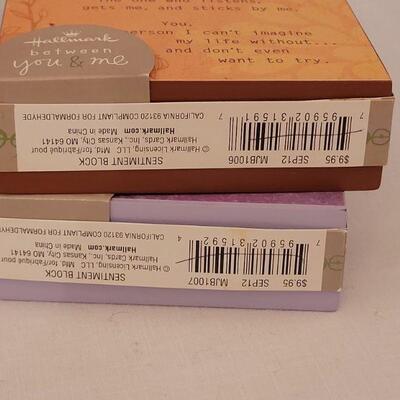 gets me, and sticks by me.
You,
person I can't imagine
my life without...
and don't even
want to try.
Hallmark
between
you & me
$9.95 SEP12 MJB1006 SENTIMENT BLOCK
7 95902 31591 7
© Hallmark Licensing, LLC Mfg. for/Fabriqué pour
Hallmark Cards, Inc., Kansas City, MO 64141
Hallmark.com Made in China
CALIFORNIA 93120 COMPLIANT FOR FORMALDEHYDE
$9.95 SEP12 MJB1007 SENTIMENT BLOCK
7 95902 31592 4
© Hallmark Licensing, LLC Mfg. for/Fabriqué pour
Hallmark Cards, Inc., Kansas City, MO 64141
Hallmark.com Made in China
CALIFORNIA 93120 COMPLIANT FOR FORMALDEHYDE